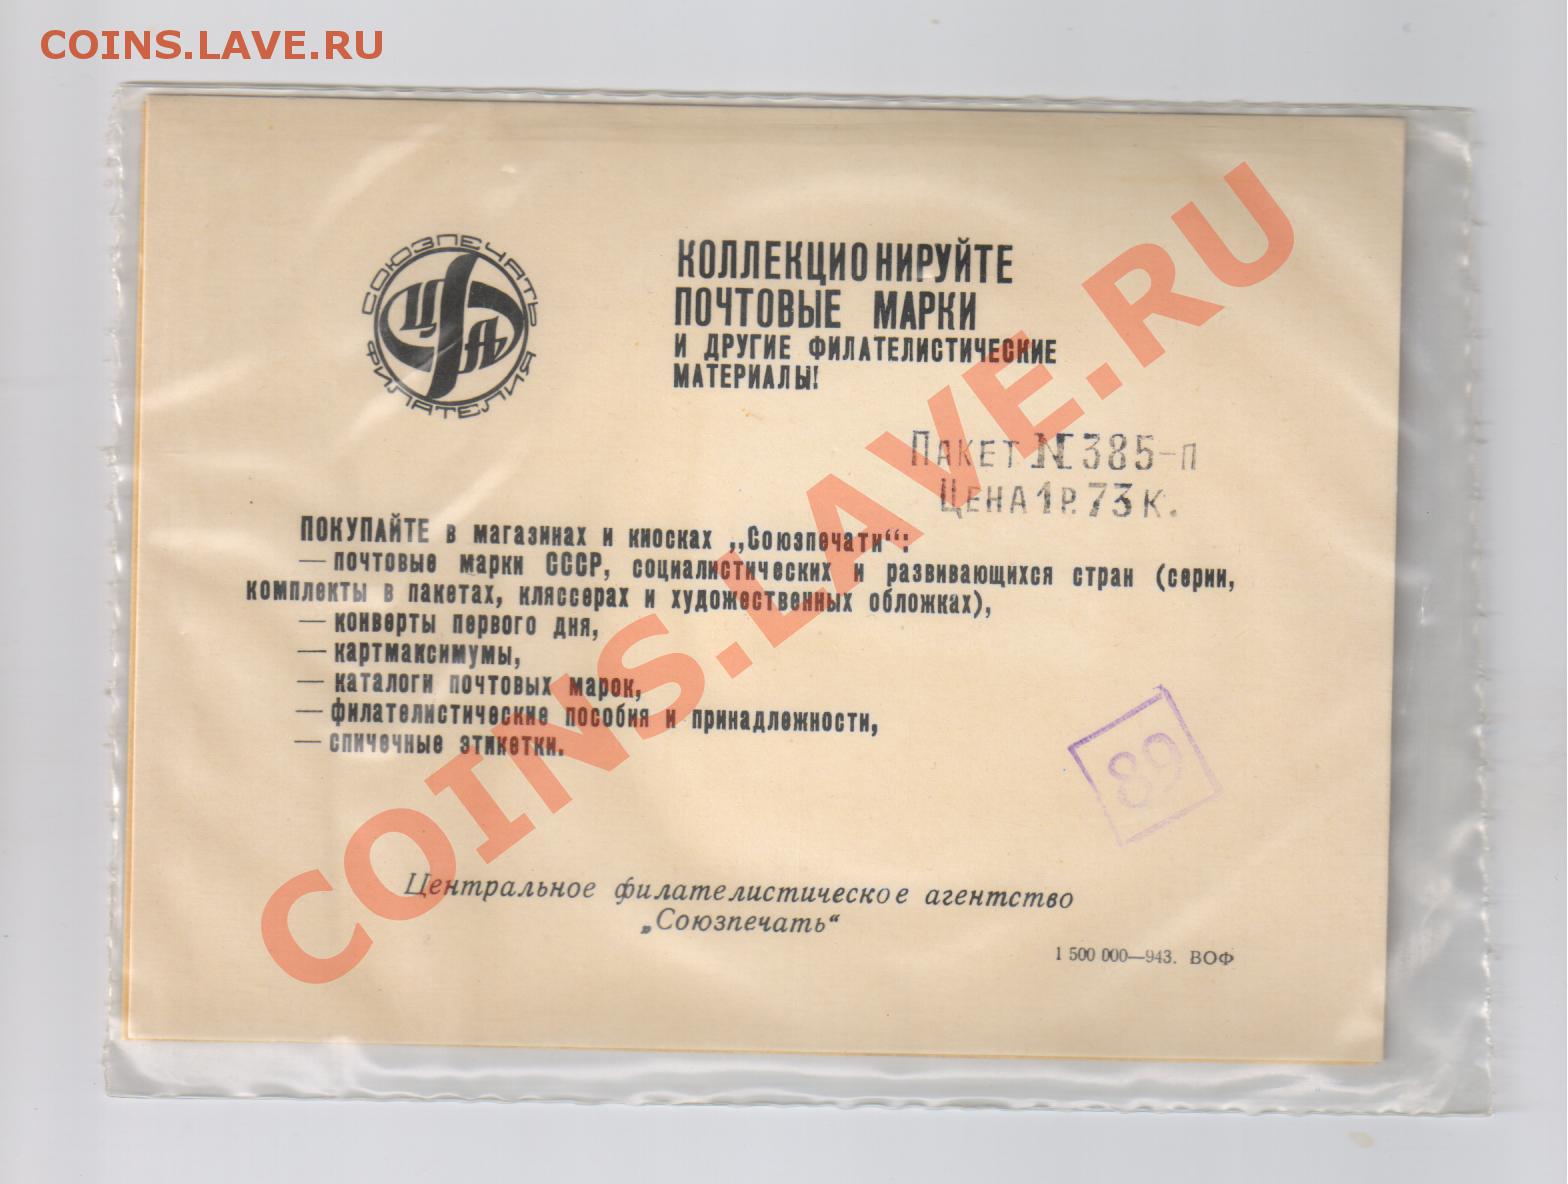 COINS.LAVE.RU
СОЮЗПЕЧАТЬ
ЦФА
ФИЛАТЕЛИЯ
КОЛЛЕКЦИОНИРУЙТЕ
ПОЧТОВЫЕ МАРКИ
И ДРУГИЕ ФИЛАТЕЛИСТИЧЕСКИЕ
МАТЕРИАЛЫ!
ПАКЕТ N 385-П
ЦЕНА 1 Р. 73 К.
ПОКУПАЙТЕ в магазинах и киосках „Союзпечати“:
— почтовые марки СССР, социалистических и развивающихся стран (серии,
комплекты в пакетах, кляссерах и художественных обложках),
— конверты первого дня,
— картмаксимумы,
— каталоги почтовых марок,
— филателистические пособия и принадлежности,
— спичечные этикетки.
89
Центральное филателистическое агентство
„Союзпечать“
1 500 000—943. ВОФ
COINS.LAVE.RU